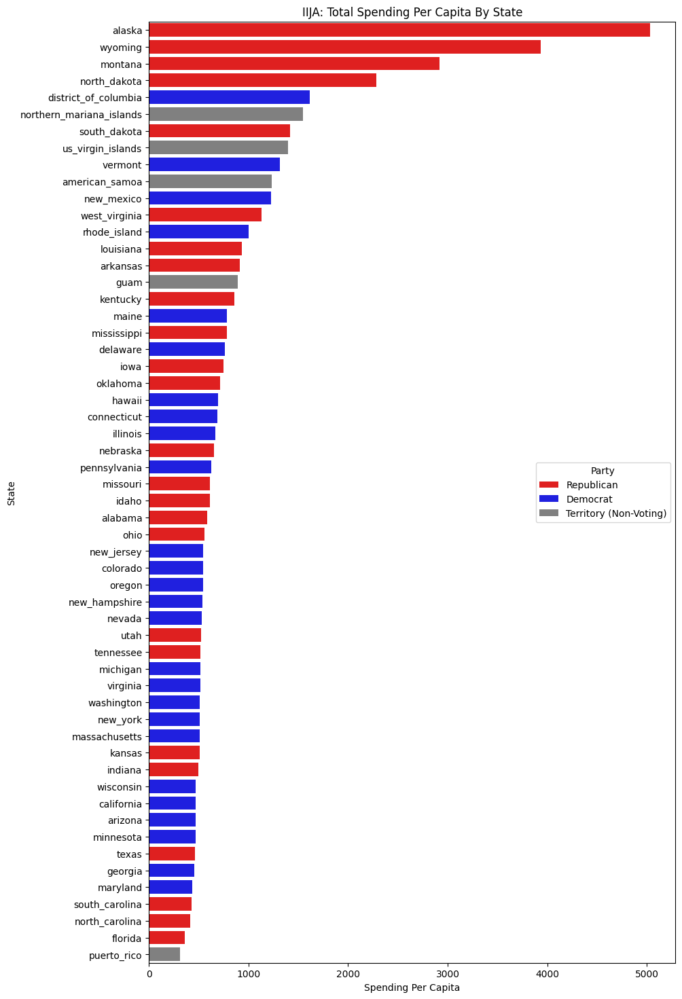 IIJA: Total Spending Per Capita By State
alaska
wyoming
montana
north_dakota
district_of_columbia
northern_mariana_islands
south_dakota
us_virgin_islands
vermont
american_samoa
new_mexico
west_virginia
rhode_island
louisiana
arkansas
guam
kentucky
maine
mississippi
delaware
iowa
oklahoma
hawaii
connecticut
illinois
nebraska
pennsylvania
missouri
idaho
alabama
ohio
new_jersey
colorado
oregon
new_hampshire
nevada
utah
tennessee
michigan
virginia
washington
new_york
massachusetts
kansas
indiana
wisconsin
california
arizona
minnesota
texas
georgia
maryland
south_carolina
north_carolina
florida
puerto_rico
State
Party
Republican
Democrat
Territory (Non-Voting)
0 1000 2000 3000 4000 5000
Spending Per Capita